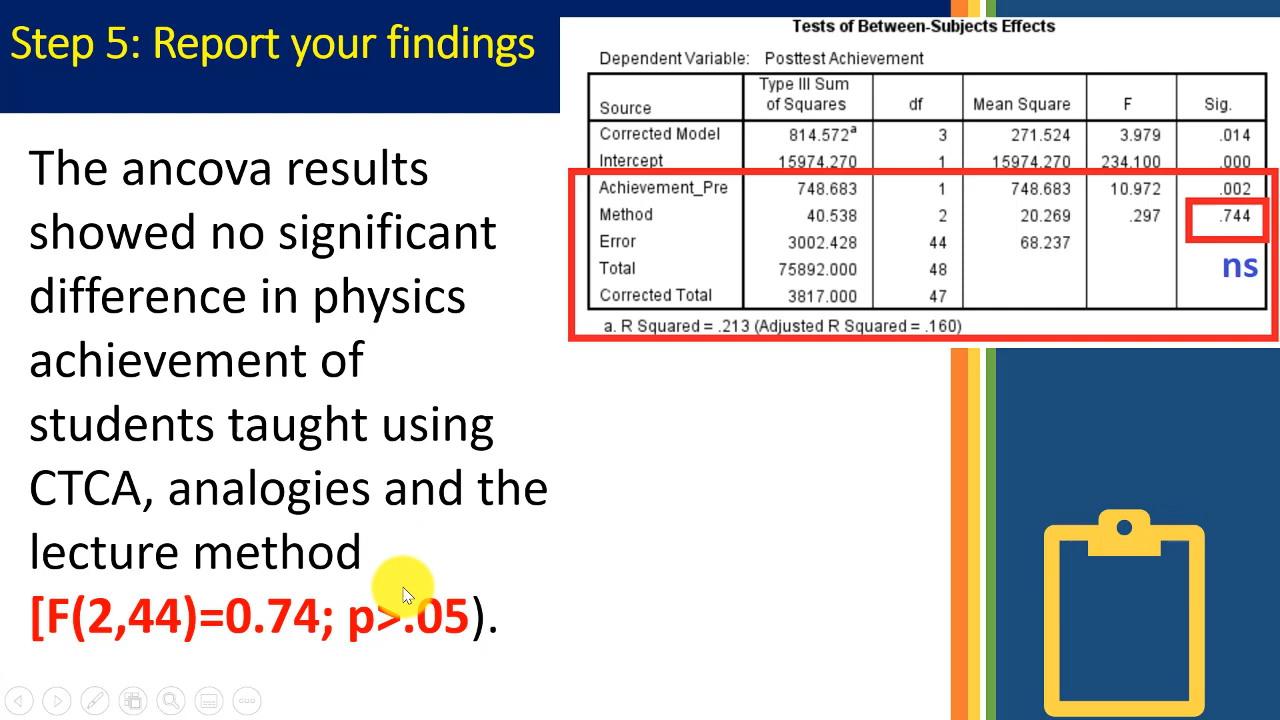 Step 5: Report your findings
The ancova results
showed no significant
difference in physics
achievement of
students taught using
CTCA, analogies and the
lecture method
[F(2,44)=0.74; p>.05).
Tests of Between-Subjects Effects
Dependent Variable: Posttest Achievement
Source Type III Sum of Squares df Mean Square F Sig.
Corrected Model 814.572a 3 271.524 3.979 .014
Intercept 15974.270 1 15974.270 234.100 .000
Achievement_Pre 748.683 1 748.683 10.972 .002
Method 40.538 2 20.269 .297 .744
Error 3002.428 44 68.237
ns
Total 75892.000 48
Corrected Total 3817.000 47
a. R Squared = .213 (Adjusted R Squared = .160)